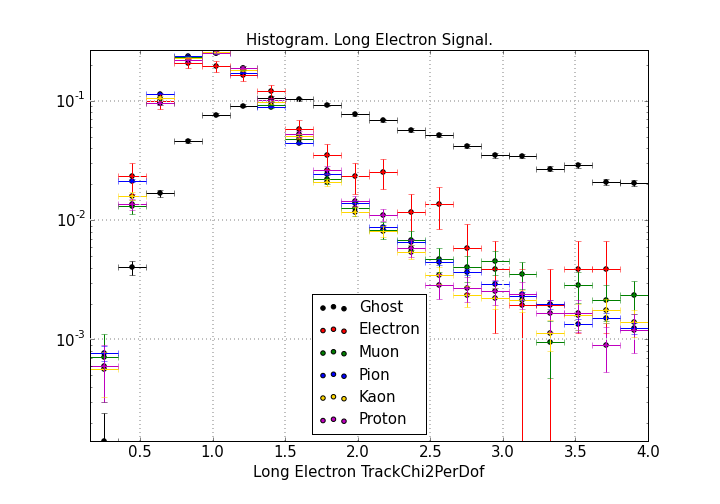 Histogram. Long Electron Signal.
10^-1
10^-2
10^-3
Ghost
Electron
Muon
Pion
Kaon
Proton
0.5 1.0 1.5 2.0 2.5 3.0 3.5 4.0
Long Electron TrackChi2PerDof